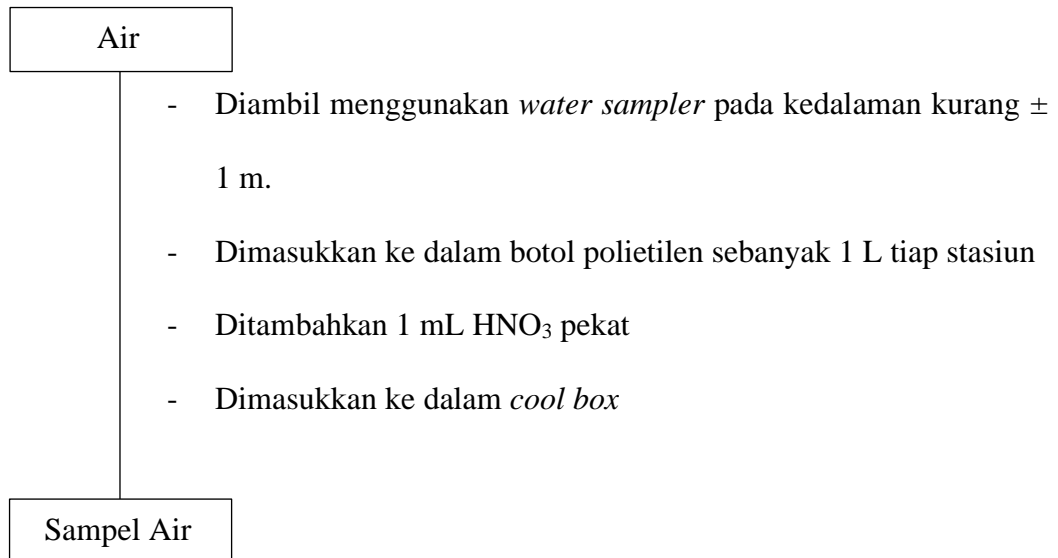 Air
- Diambil menggunakan water sampler pada kedalaman kurang ±
1 m.
- Dimasukkan ke dalam botol polietilen sebanyak 1 L tiap stasiun
- Ditambahkan 1 mL HNO₃ pekat
- Dimasukkan ke dalam cool box
Sampel Air